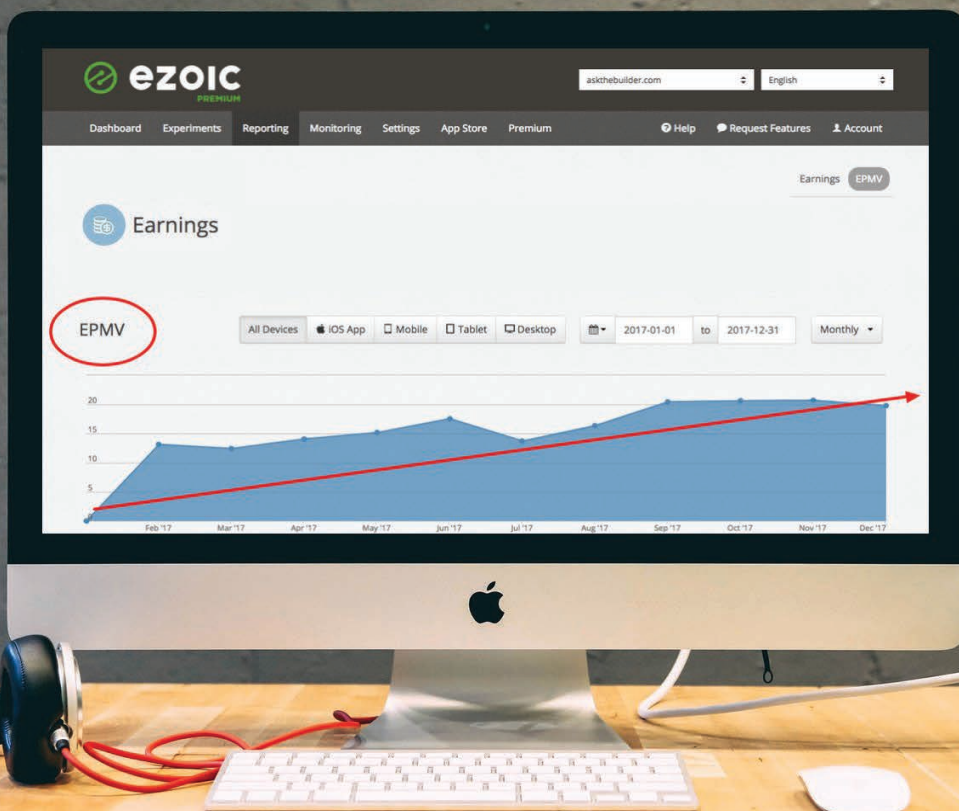 ezoic
PREMIUM
askthebuilder.com
English
Dashboard Experiments Reporting Monitoring Settings App Store Premium Help Request Features Account
Earnings EPMV
Earnings
EPMV
All Devices iOS App Mobile Tablet Desktop 2017-01-01 to 2017-12-31 Monthly
20
15
10
5
Feb '17 Mar '17 Apr '17 May '17 Jun '17 Jul '17 Aug '17 Sep '17 Oct '17 Nov '17 Dec '17